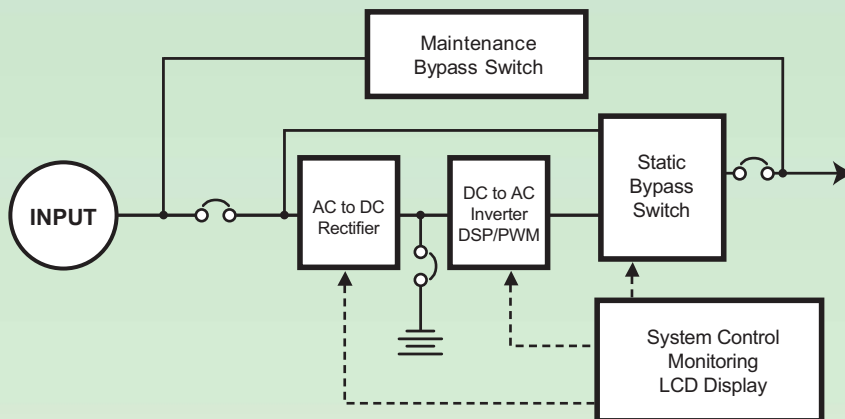 Maintenance
Bypass Switch
INPUT
AC to DC
Rectifier
DC to AC
Inverter
DSP/PWM
Static
Bypass
Switch
System Control
Monitoring
LCD Display